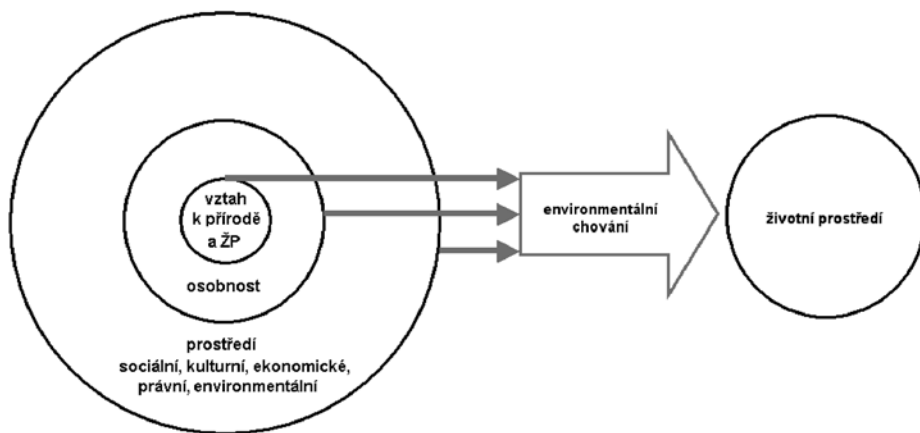 vztah
k přírodě
a ŽP
osobnost
prostředí
sociální, kulturní, ekonomické,
právní, environmentální
environmentální
chování
životní prostředí